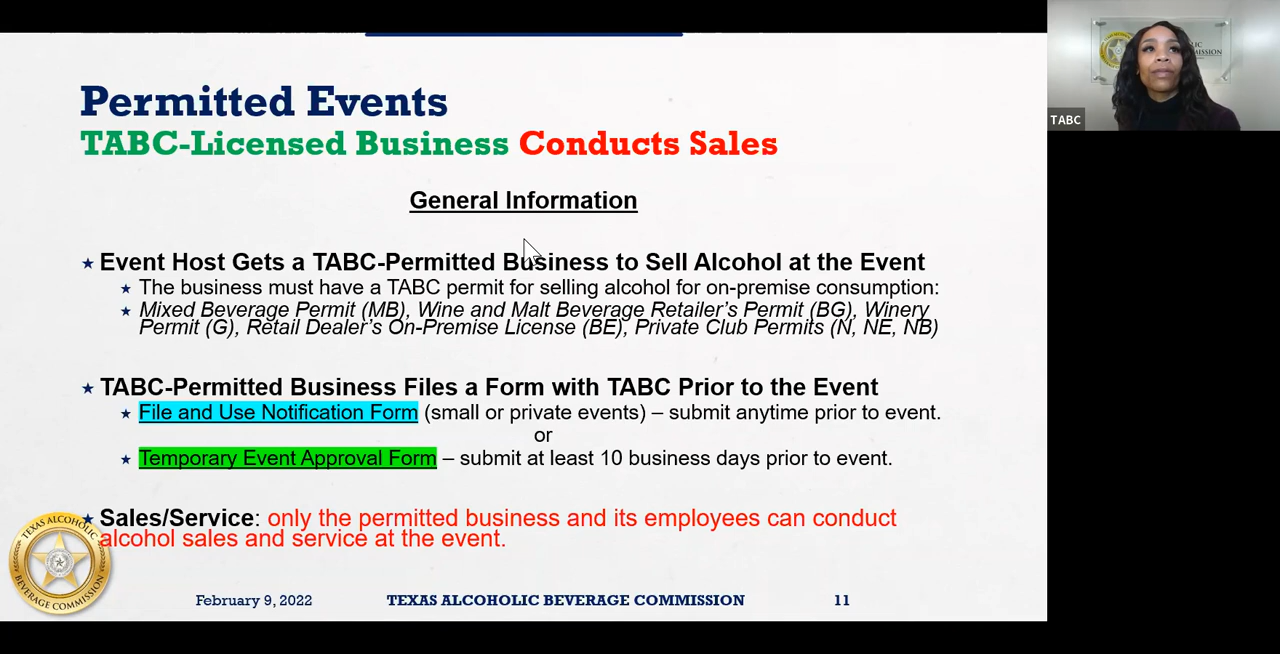 Permitted Events
TABC-Licensed Business Conducts Sales
General Information
Event Host Gets a TABC-Permitted Business to Sell Alcohol at the Event
The business must have a TABC permit for selling alcohol for on-premise consumption:
Mixed Beverage Permit (MB), Wine and Malt Beverage Retailer's Permit (BG), Winery
Permit (G), Retail Dealer's On-Premise License (BE), Private Club Permits (N, NE, NB)
TABC-Permitted Business Files a Form with TABC Prior to the Event
File and Use Notification Form (small or private events) – submit anytime prior to event.
or
Temporary Event Approval Form – submit at least 10 business days prior to event.
Sales/Service: only the permitted business and its employees can conduct
alcohol sales and service at the event.
TEXAS ALCOHOLIC
BEVERAGE COMMISSION
February 9, 2022 TEXAS ALCOHOLIC BEVERAGE COMMISSION 11
TABC